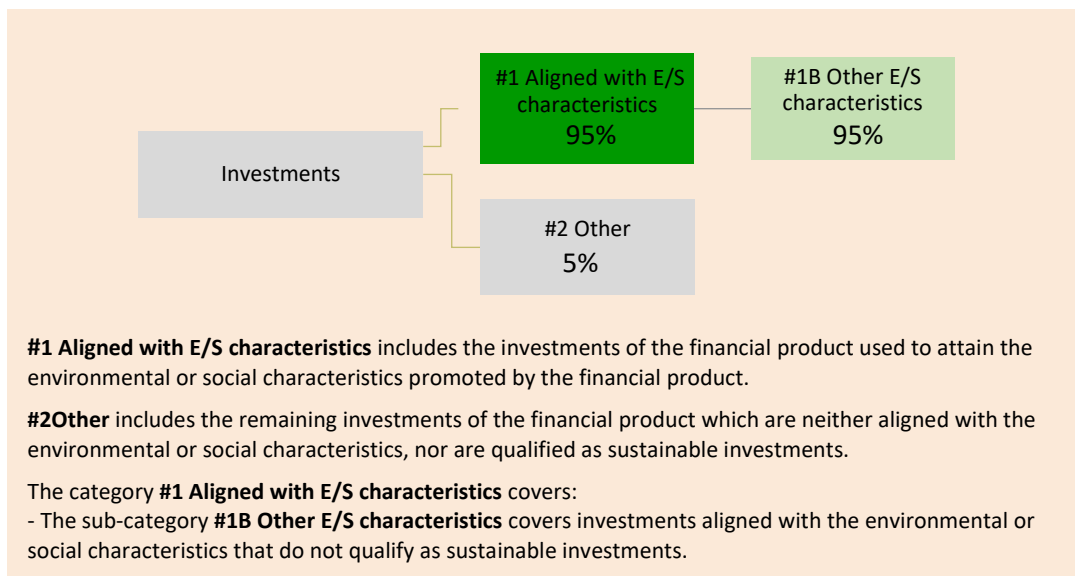 #1 Aligned with E/S
characteristics
95%
#1B Other E/S
characteristics
95%
Investments
#2 Other
5%
#1 Aligned with E/S characteristics includes the investments of the financial product used to attain the
environmental or social characteristics promoted by the financial product.
#2Other includes the remaining investments of the financial product which are neither aligned with the
environmental or social characteristics, nor are qualified as sustainable investments.
The category #1 Aligned with E/S characteristics covers:
- The sub-category #1B Other E/S characteristics covers investments aligned with the environmental or
social characteristics that do not qualify as sustainable investments.